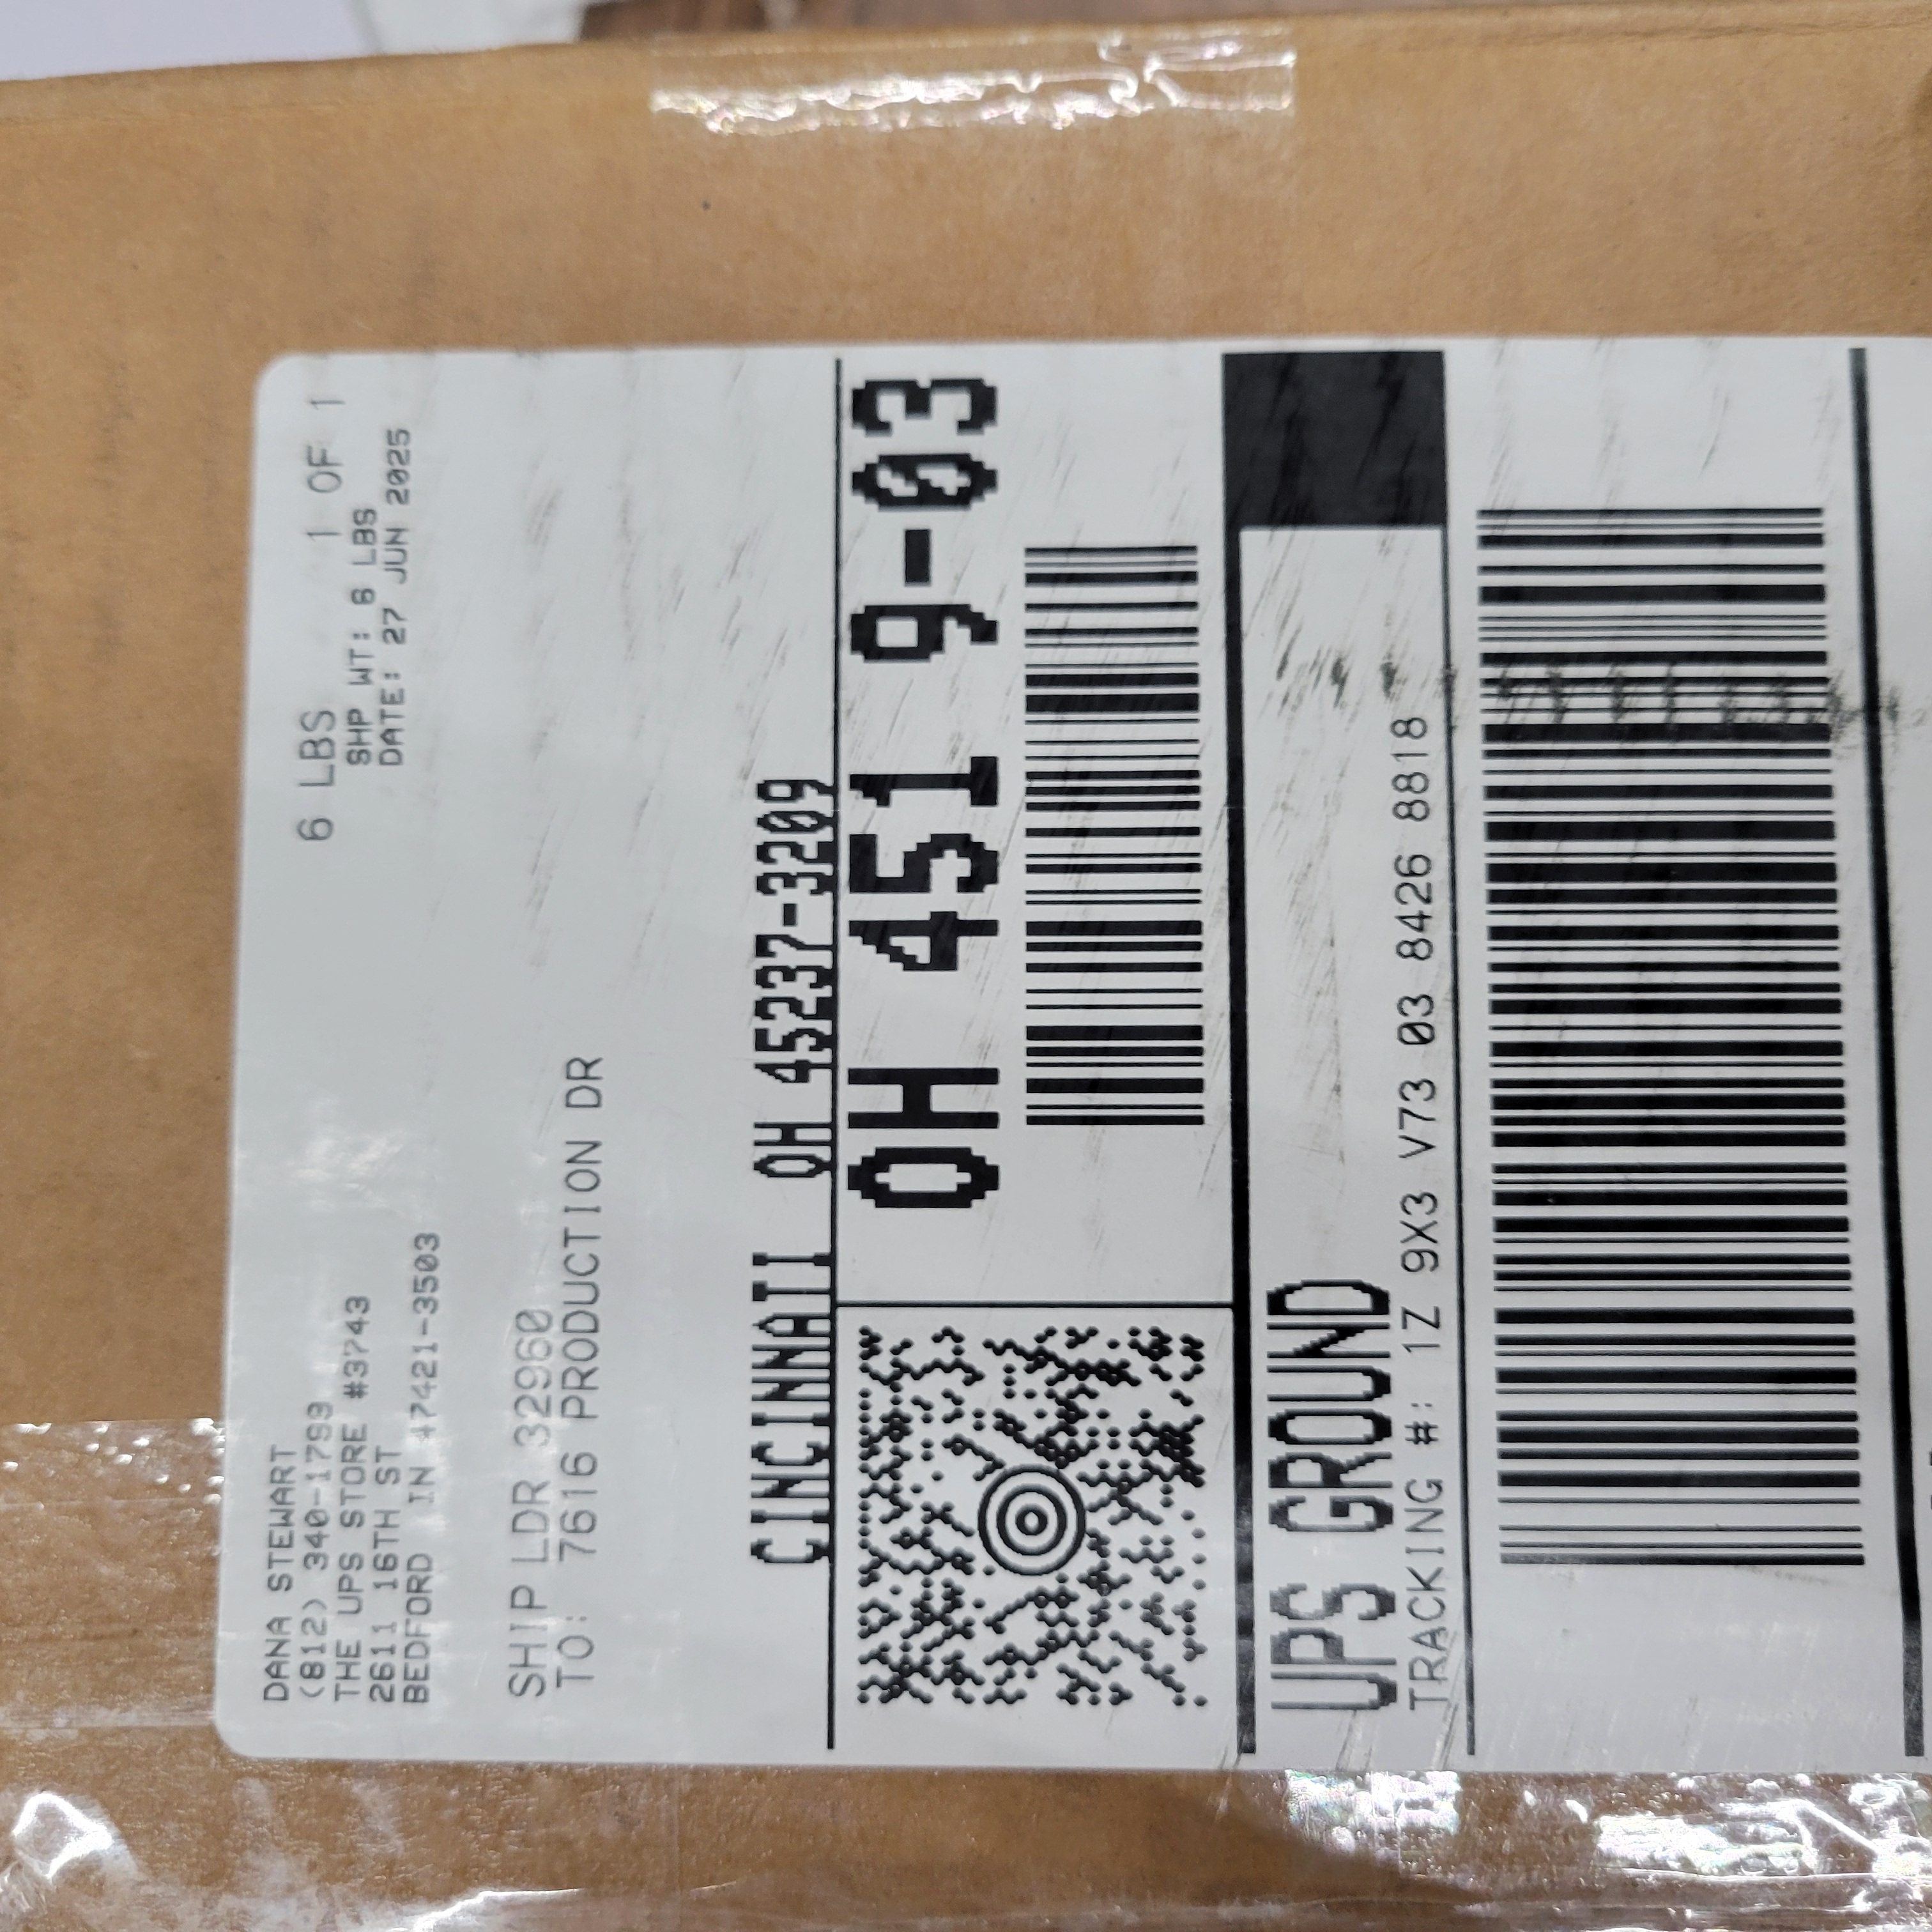 DANA STEWART
(812) 340-1799
THE UPS STORE #3743
2611 16TH ST
BEDFORD IN 47421-3503
6 LBS 1 OF 1
SHP WT: 6 LBS
DATE: 27 JUN 2025
SHIP LDR 32960
TO: 7616 PRODUCTION DR
CINCINNATI OH 45237-3209
OH 451 9-03
UPS GROUND
TRACKING #: 1Z 9X3 V73 03 8426 8818